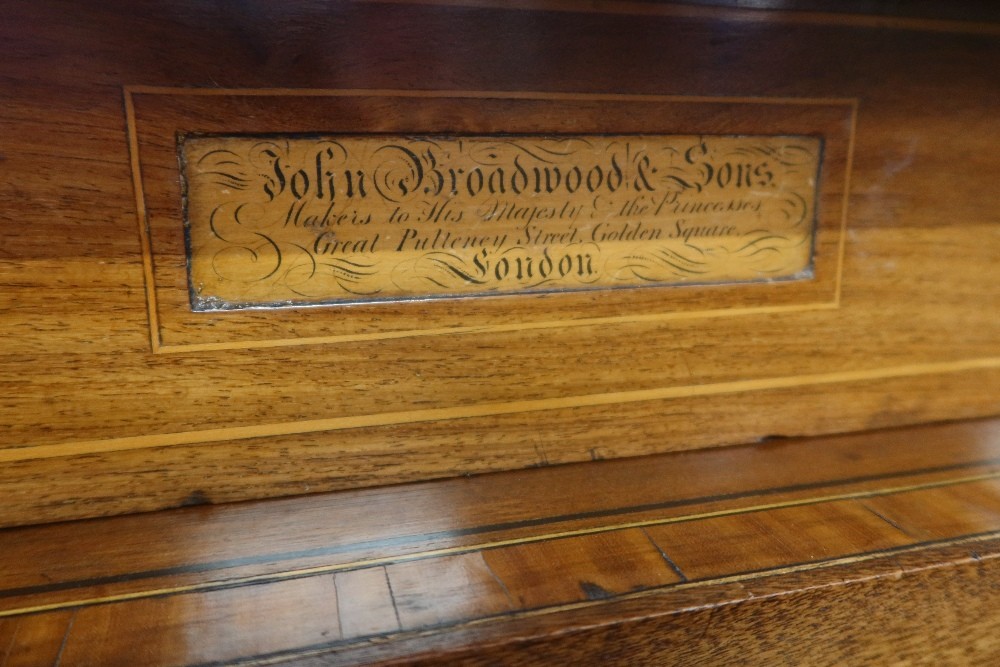 John Broadwood & Sons.
Makers to His Majesty & the Princesses,
Great Pulteney Street, Golden Square,
London.